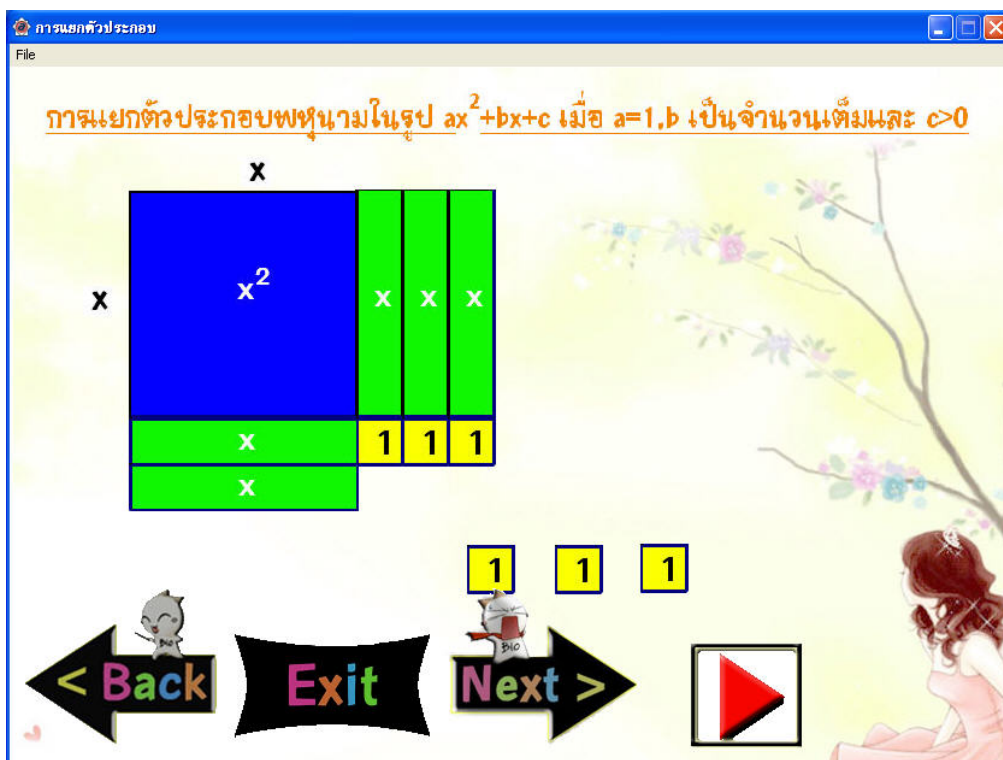 การแยกตัวประกอบ
File
การแยกตัวประกอบพหุนามในรูป ax²+bx+c เมื่อ a=1,b เป็นจำนวนเต็มและ c>0
x
x
x²
x x x
x 1 1 1
x
1 1 1
BIO BIO
< Back Exit Next >